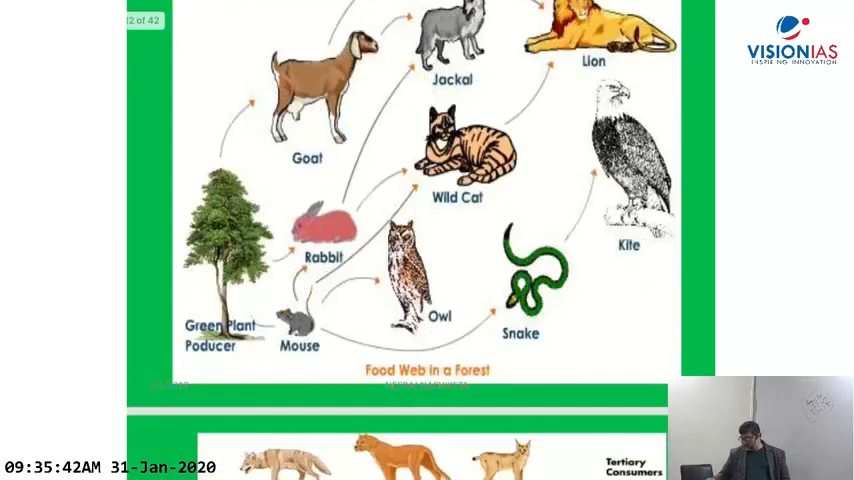 12 of 42
VISIONIAS
INSPIRING INNOVATION
Lion
Jackal
Goat
Wild Cat
Kite
Rabbit
Owl
Snake
Green Plant
Poducer
Mouse
Food Web in a Forest
Tertiary
Consumers
09:35:42AM 31-Jan-2020